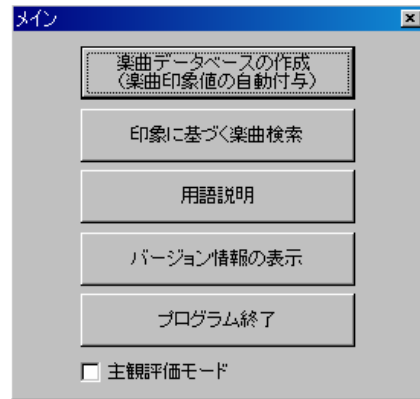 メイン
楽曲データベースの作成
(楽曲印象値の自動付与)
印象に基づく楽曲検索
用語説明
バージョン情報の表示
プログラム終了
主観評価モード